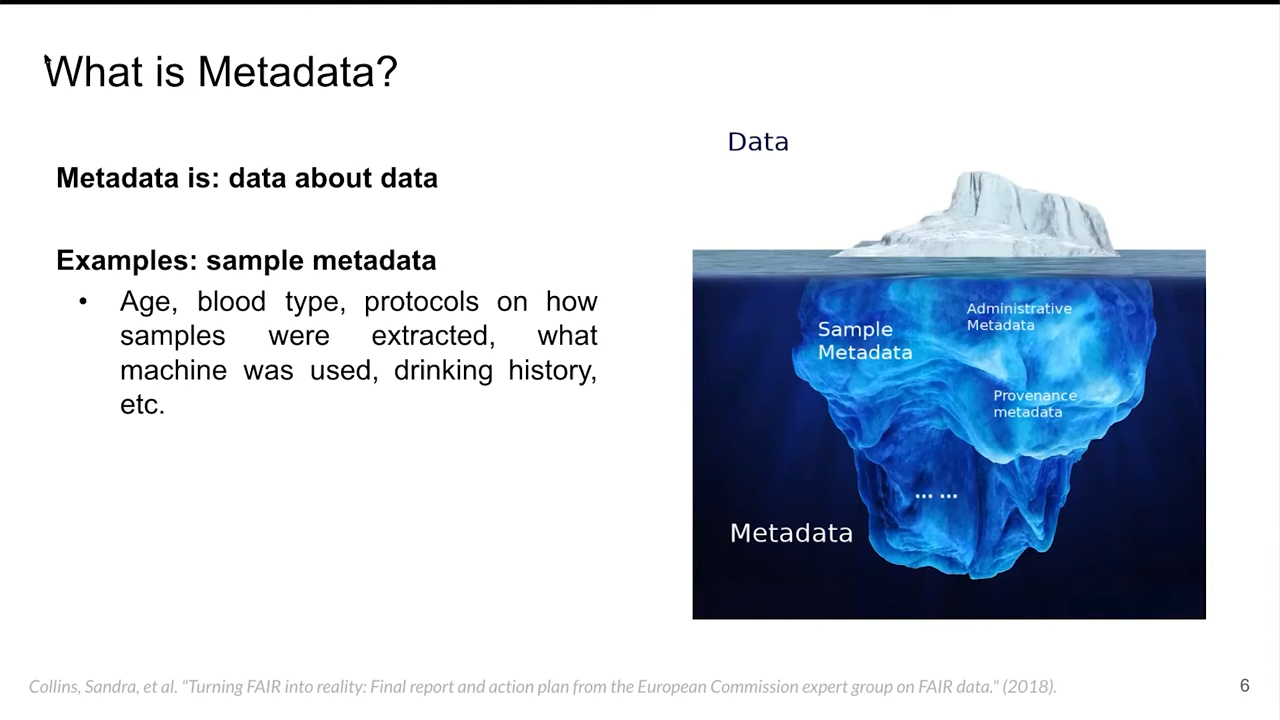 What is Metadata?
Metadata is: data about data
Examples: sample metadata
• Age, blood type, protocols on how
samples were extracted, what
machine was used, drinking history,
etc.
Data
Administrative
Metadata
Sample
Metadata
Provenance
metadata
... ...
Metadata
Collins, Sandra, et al. "Turning FAIR into reality: Final report and action plan from the European Commission expert group on FAIR data." (2018).
6